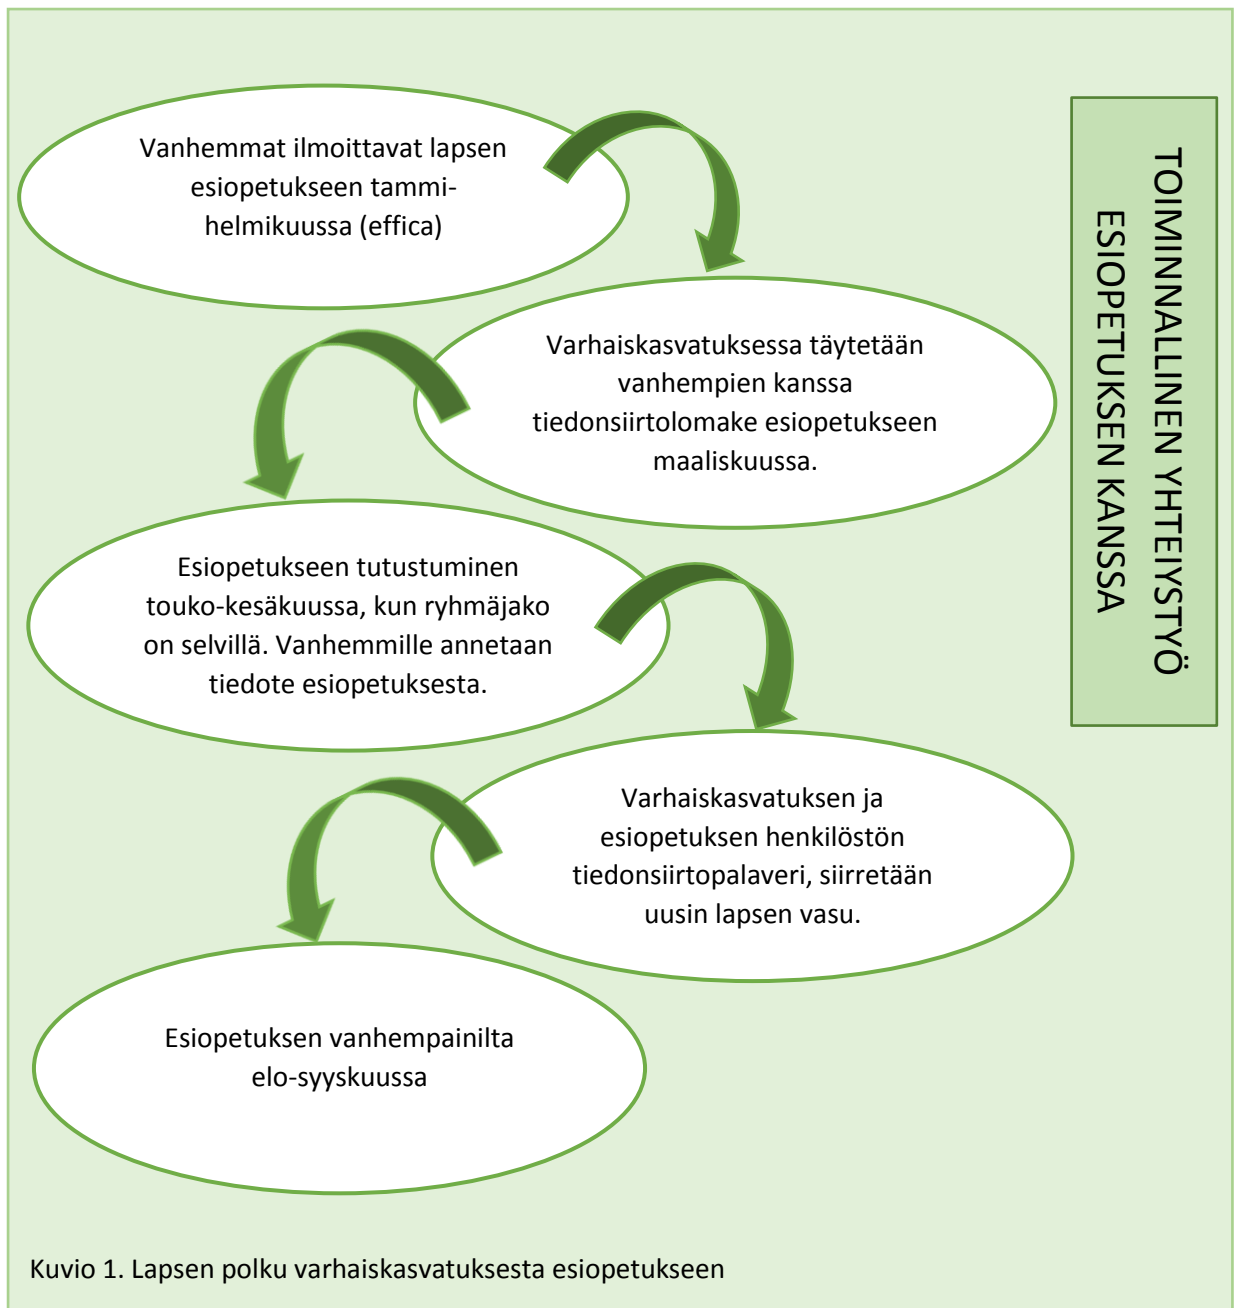 Vanhemmat ilmoittavat lapsen
esiopetukseen tammi-
helmikuussa (effica)
Varhaiskasvatuksessa täytetään
vanhempien kanssa
tiedonsiirtolomake esiopetukseen
maaliskuussa.
Esiopetukseen tutustuminen
touko-kesäkuussa, kun ryhmäjako
on selvillä. Vanhemmille annetaan
tiedote esiopetuksesta.
Varhaiskasvatuksen ja
esiopetuksen henkilöstön
tiedonsiirtopalaveri, siirretään
uusin lapsen vasu.
Esiopetuksen vanhempainilta
elo-syyskuussa
TOIMINNALLINEN YHTEIYSTYÖ
ESIOPETUKSEN KANSSA
Kuvio 1. Lapsen polku varhaiskasvatuksesta esiopetukseen